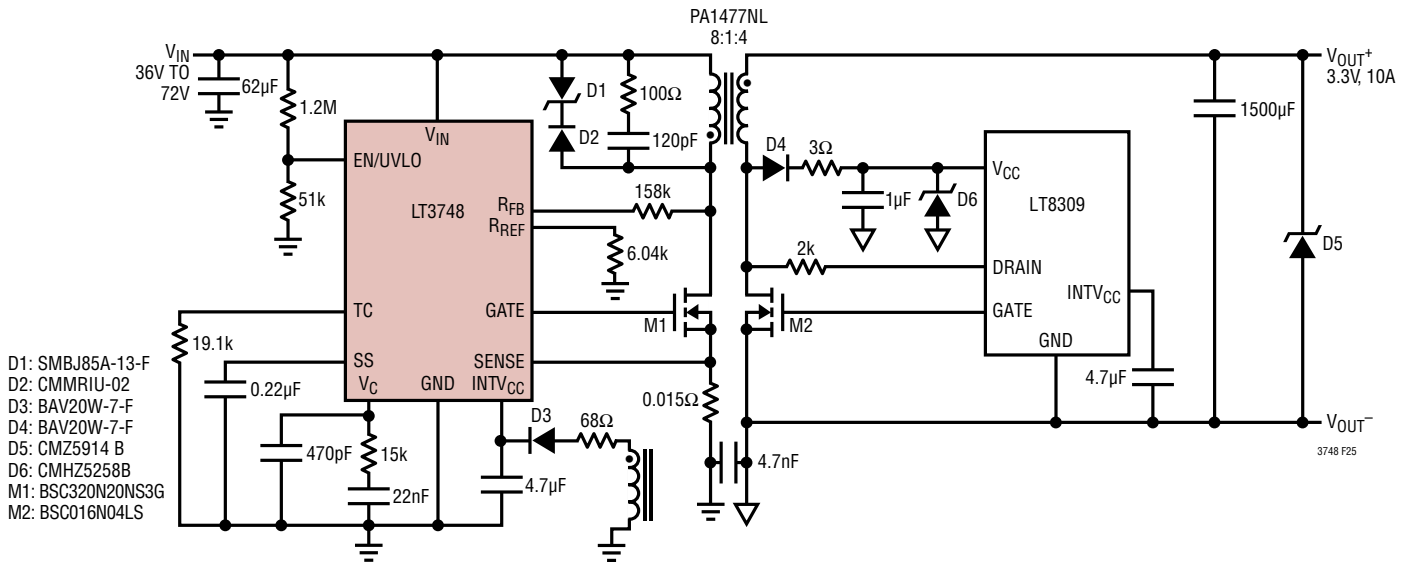 PA1477NL
8:1:4
VIN
36V TO
72V
62µF
1.2M
51k
VIN
EN/UVLO
LT3748
RFB
RREF
TC
GATE
SS
SENSE
VC
GND
INTVCC
D1
D2
100Ω
120pF
158k
6.04k
M1
0.015Ω
4.7nF
D4
3Ω
1µF
D6
2k
M2
VCC
LT8309
DRAIN
INTVCC
GATE
GND
4.7µF
1500µF
D5
VOUT+
3.3V, 10A
VOUT–
3748 F25
19.1k
0.22µF
470pF
15k
22nF
4.7µF
D3
68Ω
D1: SMBJ85A-13-F
D2: CMMRIU-02
D3: BAV20W-7-F
D4: BAV20W-7-F
D5: CMZ5914 B
D6: CMHZ5258B
M1: BSC320N20NS3G
M2: BSC016N04LS